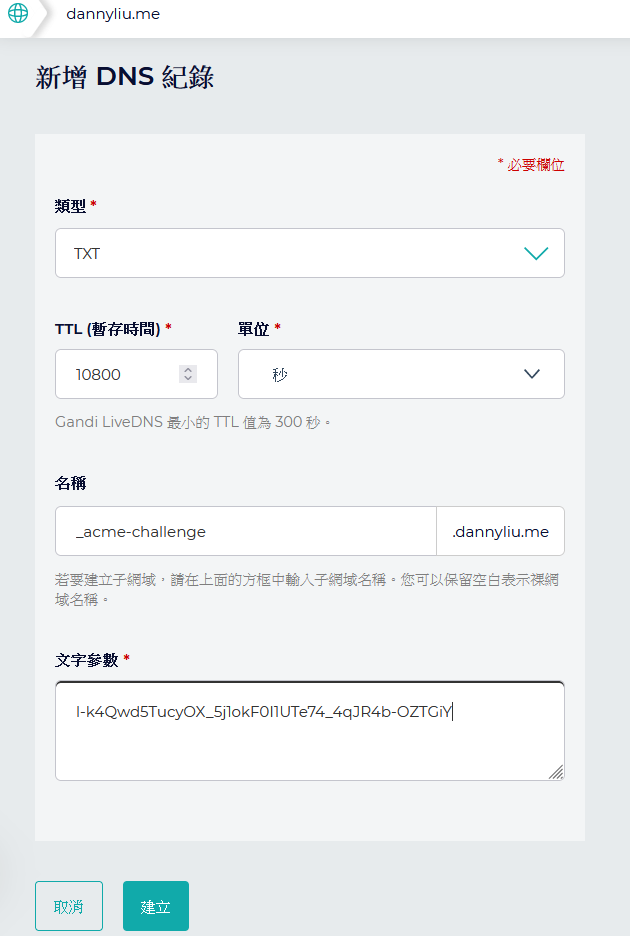 dannyliu.me
新增 DNS 紀錄
* 必要欄位
類型 *
TXT
TTL (暫存時間) * 單位 *
10800 秒
Gandi LiveDNS 最小的 TTL 值為 300 秒。
名稱
_acme-challenge .dannyliu.me
若要建立子網域，請在上面的方框中輸入子網域名稱。您可以保留空白表示裸網
域名稱。
文字參數 *
l-k4Qwd5TucyOX_5j1okF0l1UTe74_4qJR4b-OZTGiY
取消 建立